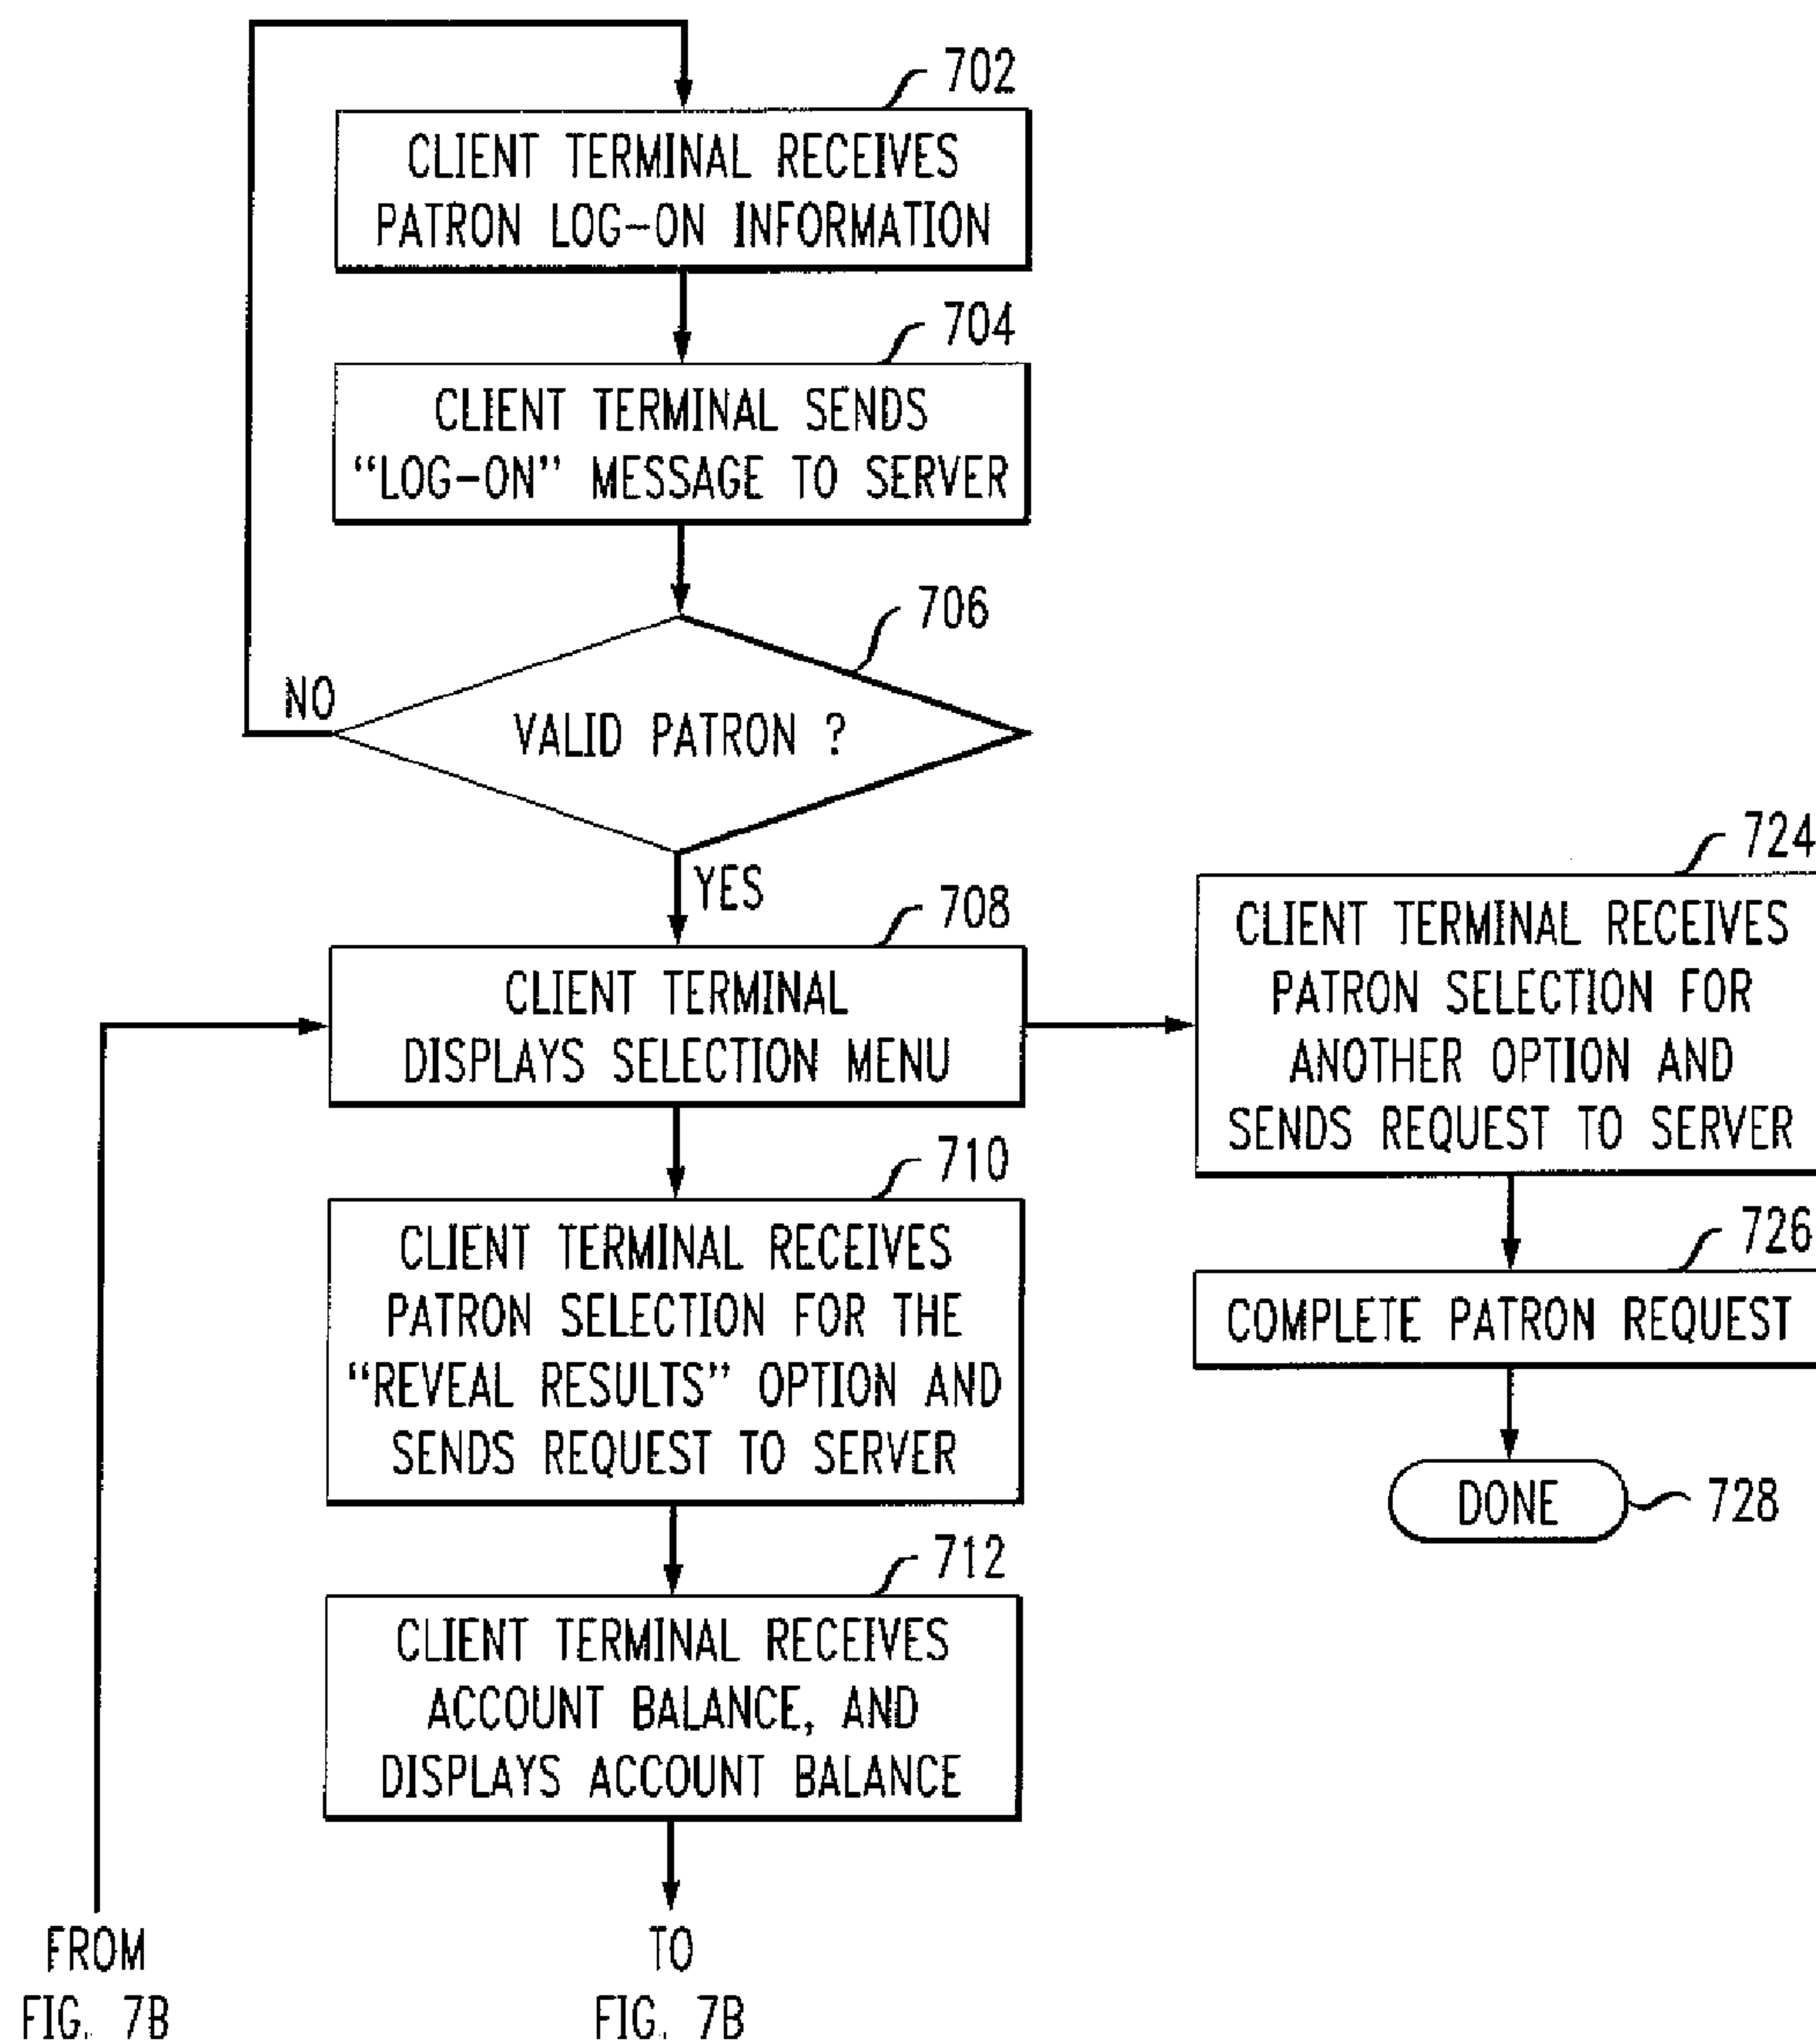 702
CLIENT TERMINAL RECEIVES
PATRON LOG-ON INFORMATION
704
CLIENT TERMINAL SENDS
“LOG-ON” MESSAGE TO SERVER
706
NO
VALID PATRON ?
YES
708
CLIENT TERMINAL
DISPLAYS SELECTION MENU
724
CLIENT TERMINAL RECEIVES
PATRON SELECTION FOR
ANOTHER OPTION AND
SENDS REQUEST TO SERVER
710
CLIENT TERMINAL RECEIVES
PATRON SELECTION FOR THE
“REVEAL RESULTS” OPTION AND
SENDS REQUEST TO SERVER
726
COMPLETE PATRON REQUEST
DONE
728
712
CLIENT TERMINAL RECEIVES
ACCOUNT BALANCE, AND
DISPLAYS ACCOUNT BALANCE
FROM
FIG. 7B
TO
FIG. 7B